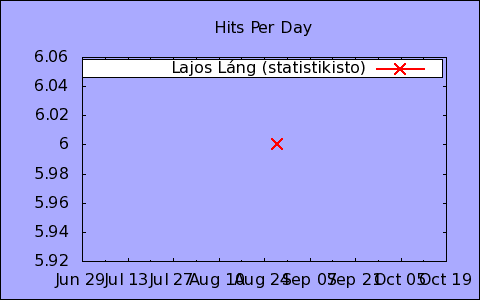 Hits Per Day
6.06
Lajos Láng (statistikisto)
6.04
6.02
6
5.98
5.96
5.94
5.92
Jun 29 Jul 13 Jul 27 Aug 10 Aug 24 Sep 07 Sep 21 Oct 05 Oct 19